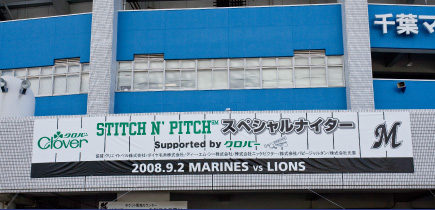 千葉マ
クロバー
Clover
STITCH N' PITCH℠ スペシャルナイター
Supported by クロバー
M
2008.9.2 MARINES vs LIONS